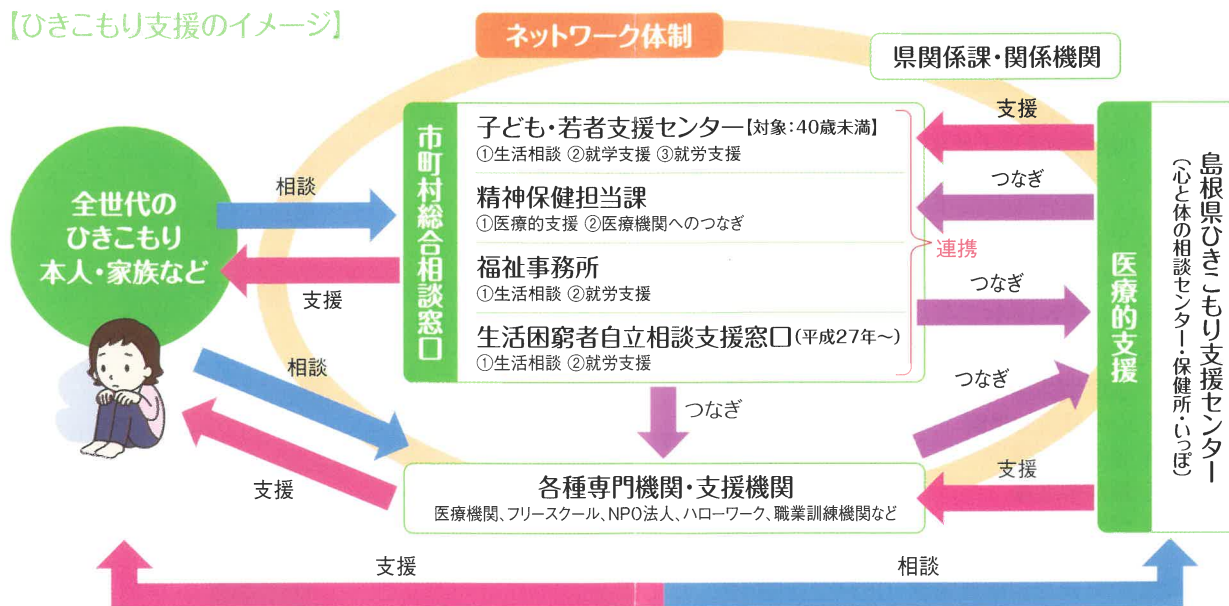 【ひきこもり支援のイメージ】
ネットワーク体制
県関係課・関係機関
全世代の
ひきこもり
本人・家族など
相談
支援
相談
支援
市町村総合相談窓口
子ども・若者支援センター【対象：40歳未満】
①生活相談 ②就学支援 ③就労支援
精神保健担当課
①医療的支援 ②医療機関へのつなぎ
福祉事務所
①生活相談 ②就労支援
生活困窮者自立相談支援窓口(平成27年～)
①生活相談 ②就労支援
連携
支援
つなぎ
つなぎ
つなぎ
つなぎ
支援
各種専門機関・支援機関
医療機関、フリースクール、NPO法人、ハローワーク、職業訓練機関など
医療的支援
島根県ひきこもり支援センター
(心と体の相談センター・保健所・いっぽ)
支援
相談